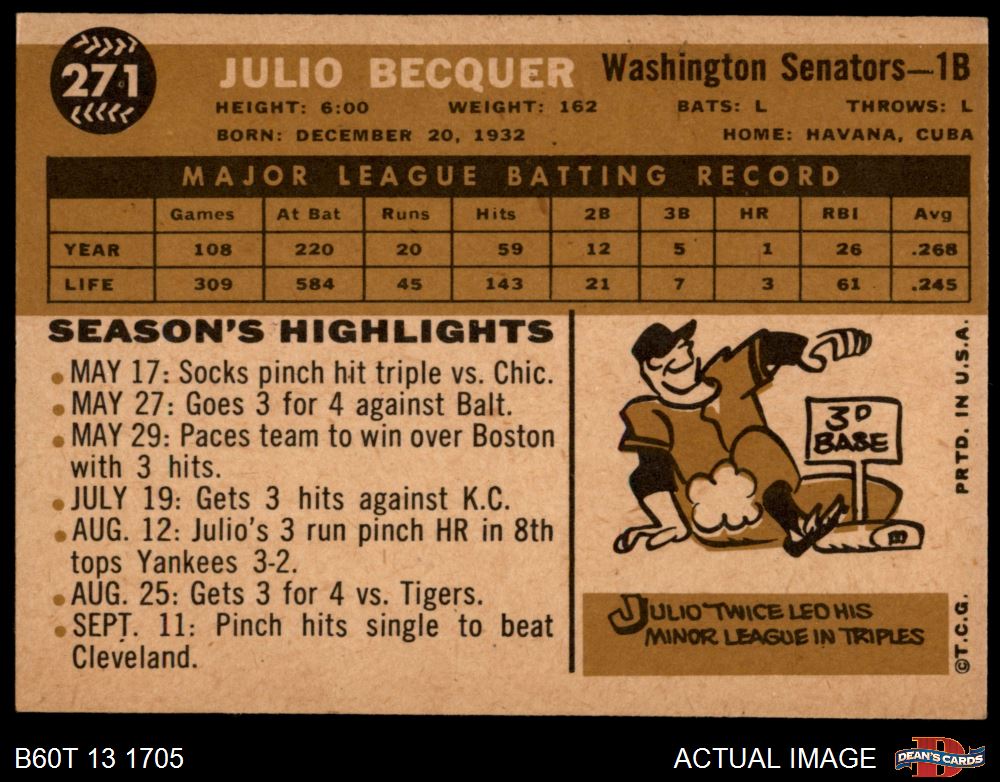 271
JULIO BECQUER Washington Senators—1B
HEIGHT: 6:00 WEIGHT: 162 BATS: L THROWS: L
BORN: DECEMBER 20, 1932 HOME: HAVANA, CUBA
MAJOR LEAGUE BATTING RECORD
Games At Bat Runs Hits 2B 3B HR RBI Avg
YEAR 108 220 20 59 12 5 1 26 .268
LIFE 309 584 45 143 21 7 3 61 .245
SEASON'S HIGHLIGHTS
• MAY 17: Socks pinch hit triple vs. Chic.
• MAY 27: Goes 3 for 4 against Balt.
• MAY 29: Paces team to win over Boston
with 3 hits.
• JULY 19: Gets 3 hits against K.C.
• AUG. 12: Julio's 3 run pinch HR in 8th
tops Yankees 3-2.
• AUG. 25: Gets 3 for 4 vs. Tigers.
• SEPT. 11: Pinch hits single to beat
Cleveland.
3D
BASE
JULIO TWICE LED HIS
MINOR LEAGUE IN TRIPLES
PRTD. IN U.S.A.
©T.C.G.
B60T 13 1705
ACTUAL IMAGE
D
DEAN'S CARDS